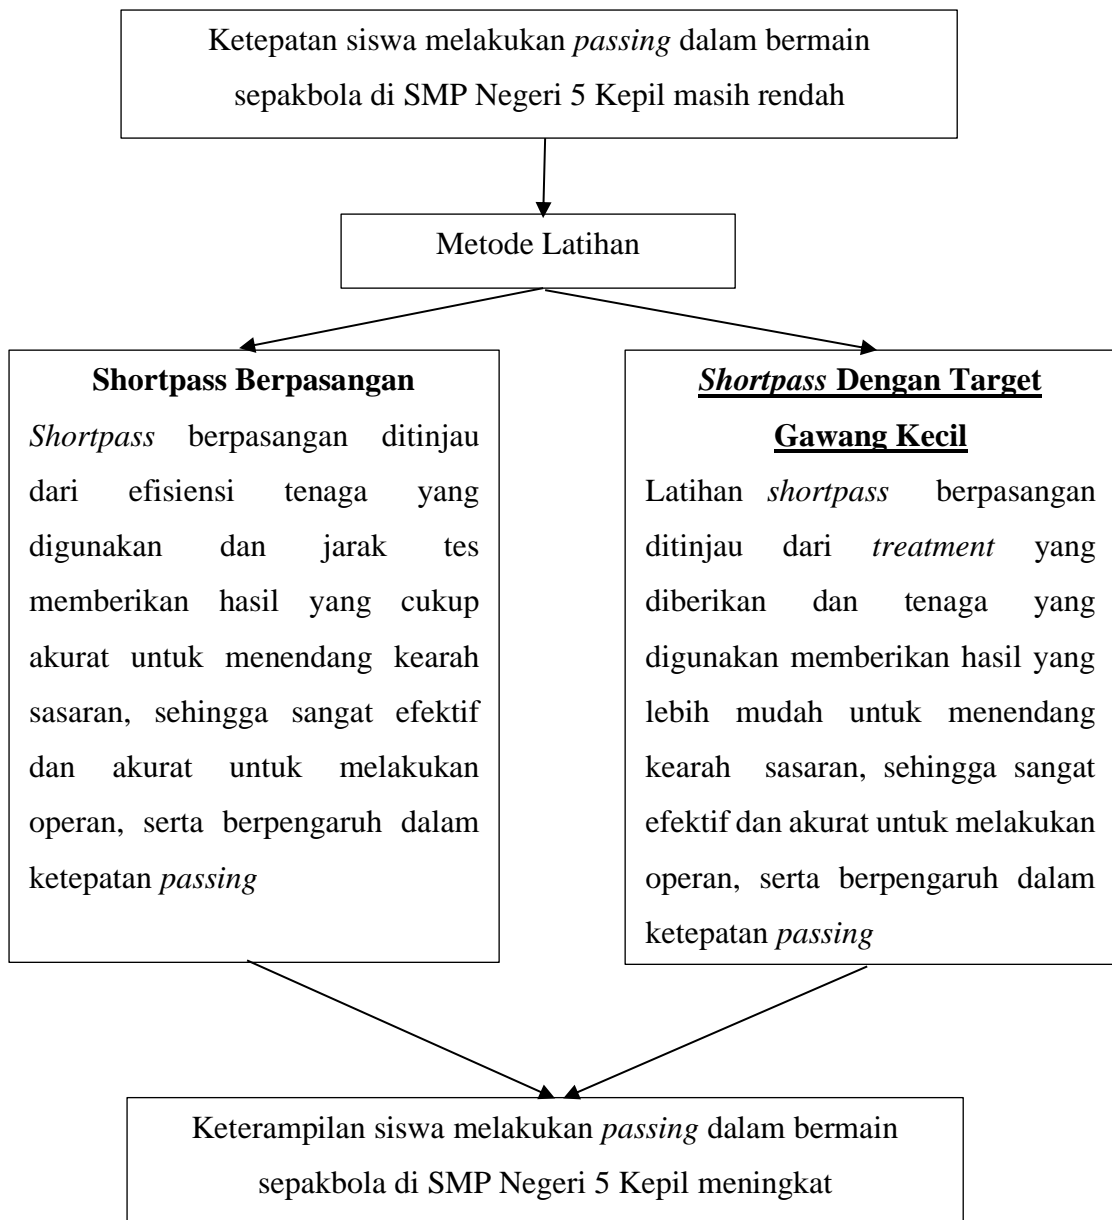 Ketepatan siswa melakukan passing dalam bermain
sepakbola di SMP Negeri 5 Kepil masih rendah
Metode Latihan
Shortpass Berpasangan
Shortpass berpasangan ditinjau
dari efisiensi tenaga yang
digunakan dan jarak tes
memberikan hasil yang cukup
akurat untuk menendang kearah
sasaran, sehingga sangat efektif
dan akurat untuk melakukan
operan, serta berpengaruh dalam
ketepatan passing
Shortpass Dengan Target
Gawang Kecil
Latihan shortpass berpasangan
ditinjau dari treatment yang
diberikan dan tenaga yang
digunakan memberikan hasil yang
lebih mudah untuk menendang
kearah sasaran, sehingga sangat
efektif dan akurat untuk melakukan
operan, serta berpengaruh dalam
ketepatan passing
Keterampilan siswa melakukan passing dalam bermain
sepakbola di SMP Negeri 5 Kepil meningkat